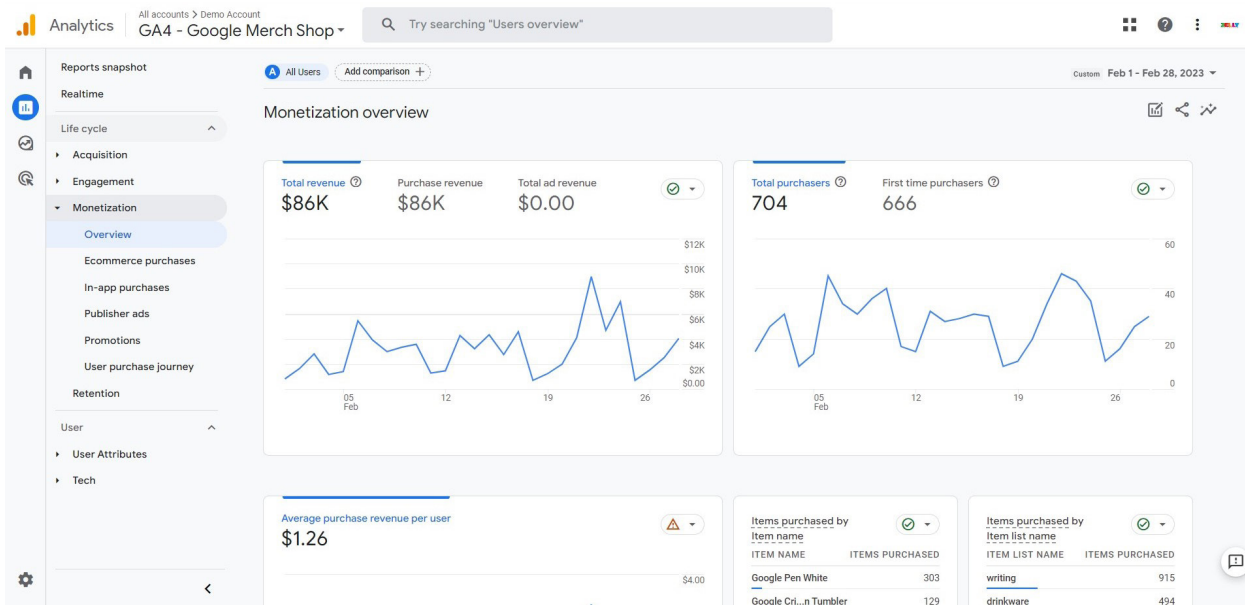 Analytics
All accounts > Demo Account
GA4 - Google Merch Shop
Try searching "Users overview"
Reports snapshot
Realtime
Life cycle
Acquisition
Engagement
Monetization
Overview
Ecommerce purchases
In-app purchases
Publisher ads
Promotions
User purchase journey
Retention
User
User Attributes
Tech
A All Users
Add comparison +
Custom Feb 1 - Feb 28, 2023
Monetization overview
Total revenue
$86K
Purchase revenue
$86K
Total ad revenue
$0.00
$12K
$10K
$8K
$6K
$4K
$2K
$0.00
05
Feb
12
19
26
Total purchasers
704
First time purchasers
666
60
40
20
0
05
Feb
12
19
26
Average purchase revenue per user
$1.26
$4.00
Items purchased by
Item name
ITEM NAME ITEMS PURCHASED
Google Pen White 303
Google Cri...n Tumbler 129
Items purchased by
Item list name
ITEM LIST NAME ITEMS PURCHASED
writing 915
drinkware 494